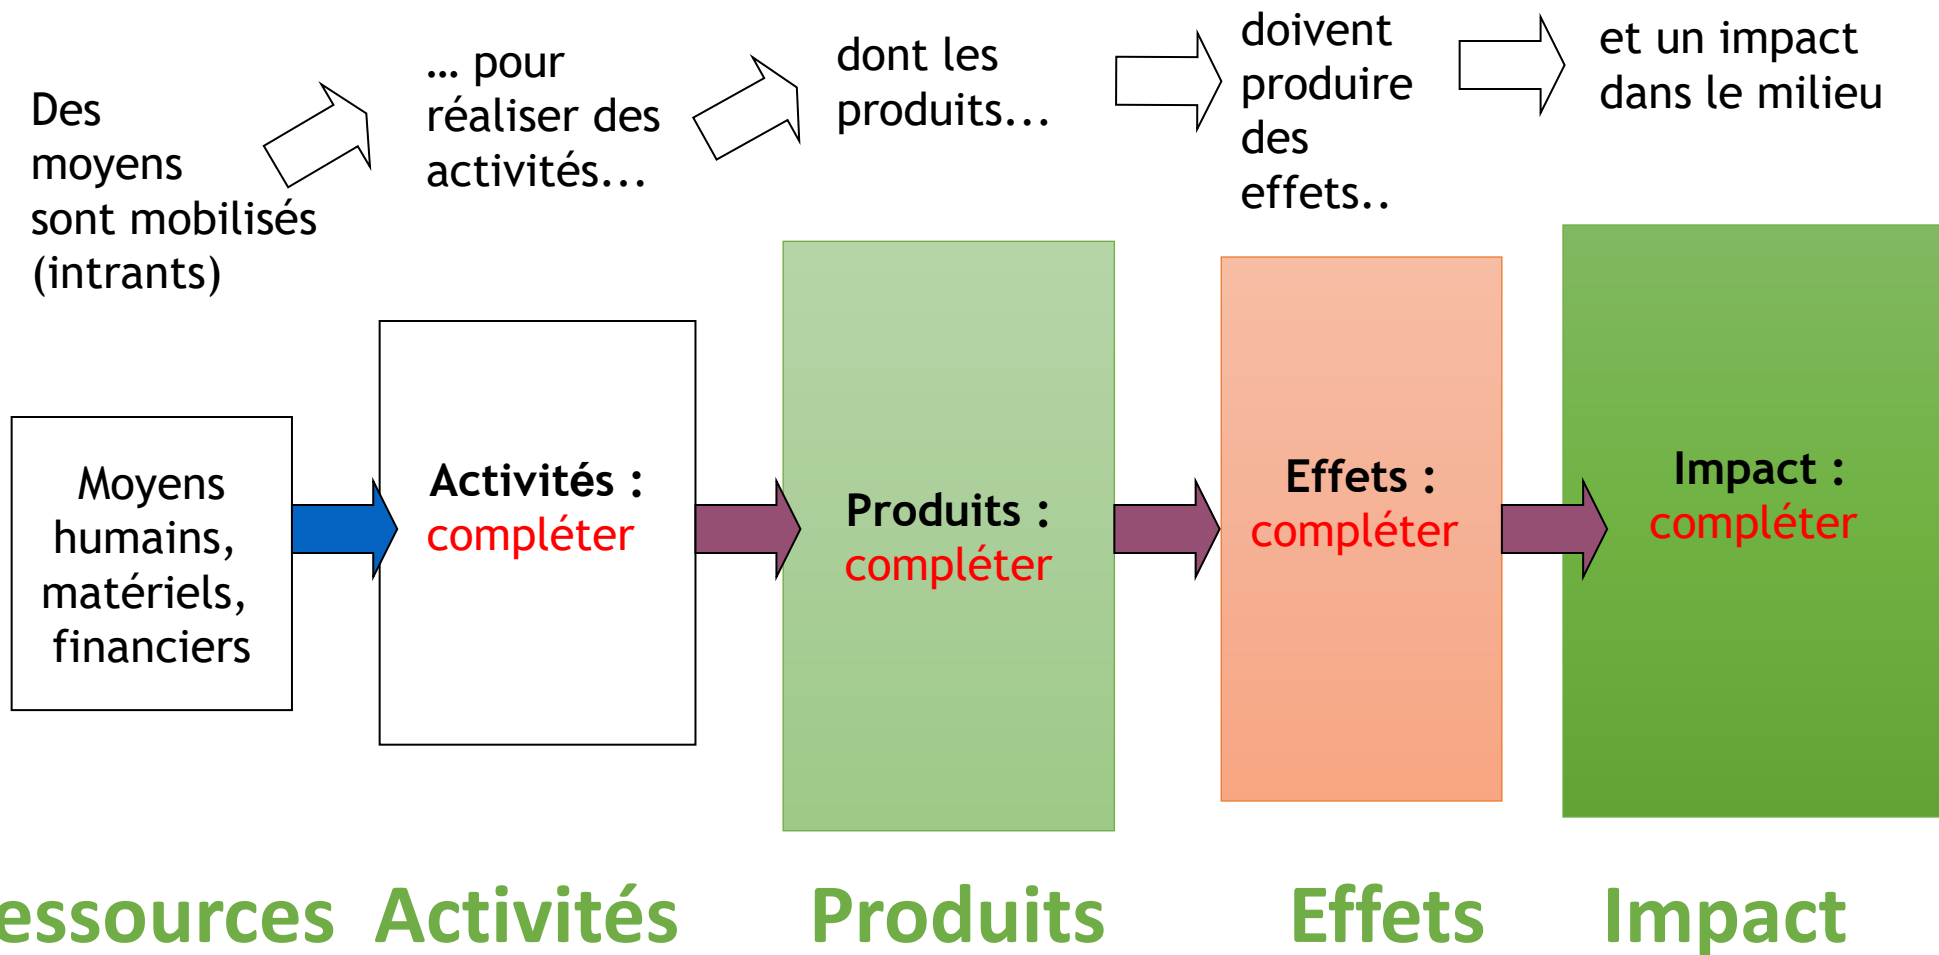 Des
moyens
sont mobilisés
(intrants)
… pour
réaliser des
activités...
dont les
produits...
doivent
produire
des
effets..
et un impact
dans le milieu
Moyens
humains,
matériels,
financiers
Activités :
compléter
Produits :
compléter
Effets :
compléter
Impact :
compléter
essources Activités Produits Effets Impact